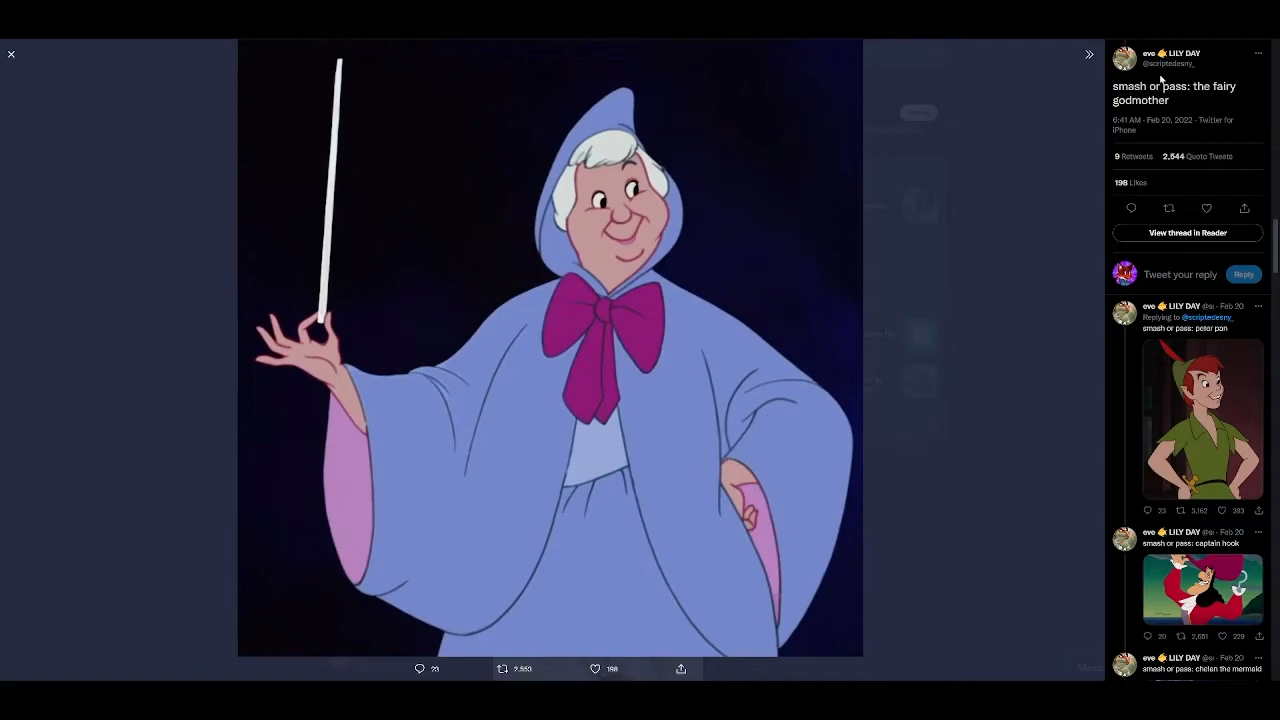 eve LILY DAY
@scriptedesny_
smash or pass: the fairy
godmother
6:41 AM · Feb 20, 2022 · Twitter for
iPhone
9 Retweets 2,544 Quote Tweets
198 Likes
View thread in Reader
Tweet your reply Reply
eve LILY DAY @s · Feb 20
Replying to @scriptedesny_
smash or pass: peter pan
23 3,162 283
eve LILY DAY @s · Feb 20
smash or pass: captain hook
20 2,681 229
eve LILY DAY @s · Feb 20
smash or pass: chelan the mermaid
23 2,553 198